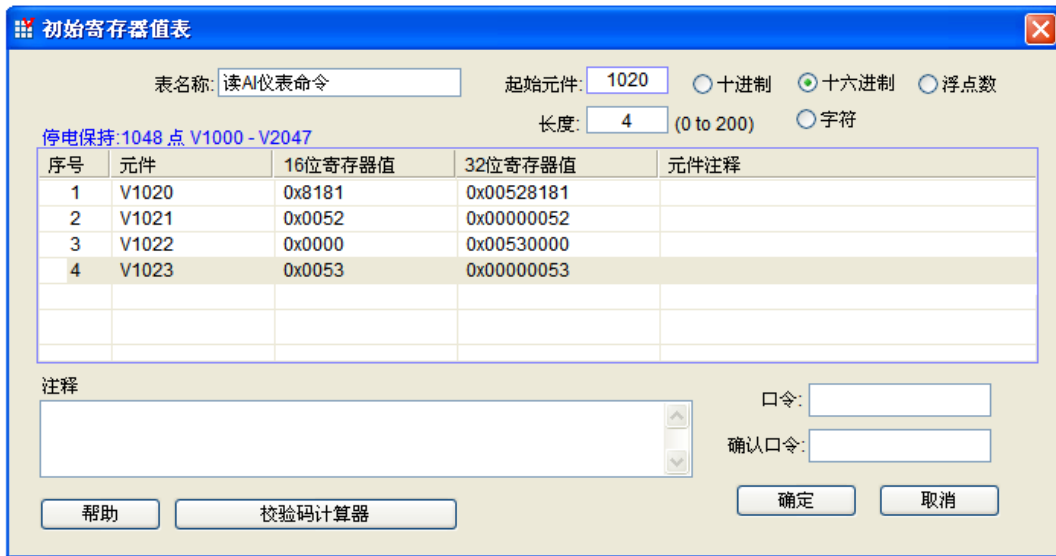 初始寄存器值表
表名称: 读AI仪表命令 起始元件: 1020 十进制 十六进制 浮点数
长度: 4 (0 to 200) 字符
停电保持:1048 点 V1000 - V2047
序号 元件 16位寄存器值 32位寄存器值 元件注释
1 V1020 0x8181 0x00528181
2 V1021 0x0052 0x00000052
3 V1022 0x0000 0x00530000
4 V1023 0x0053 0x00000053
注释
口令:
确认口令:
帮助 校验码计算器 确定 取消